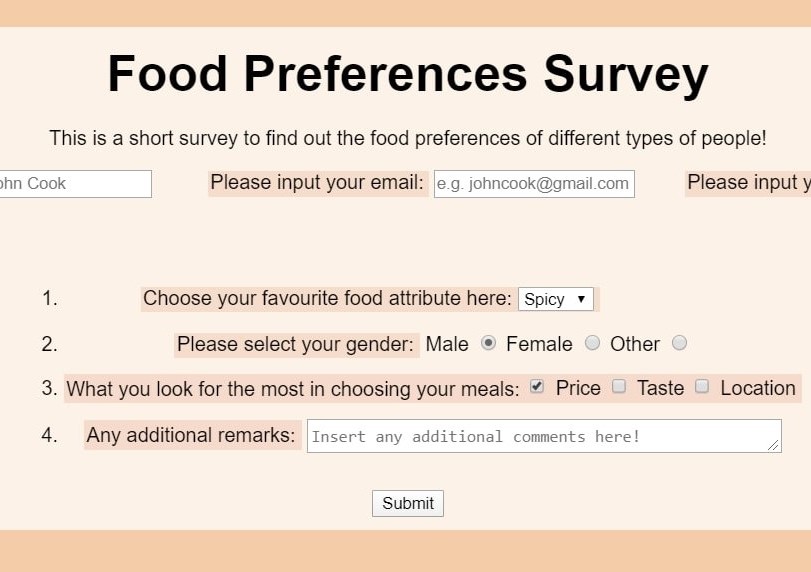 Food Preferences Survey
This is a short survey to find out the food preferences of different types of people!
ohn Cook Please input your email: e.g. johncook@gmail.com Please input y
1. Choose your favourite food attribute here: Spicy
2. Please select your gender: Male Female Other
3. What you look for the most in choosing your meals: Price Taste Location
4. Any additional remarks: Insert any additional comments here!
Submit